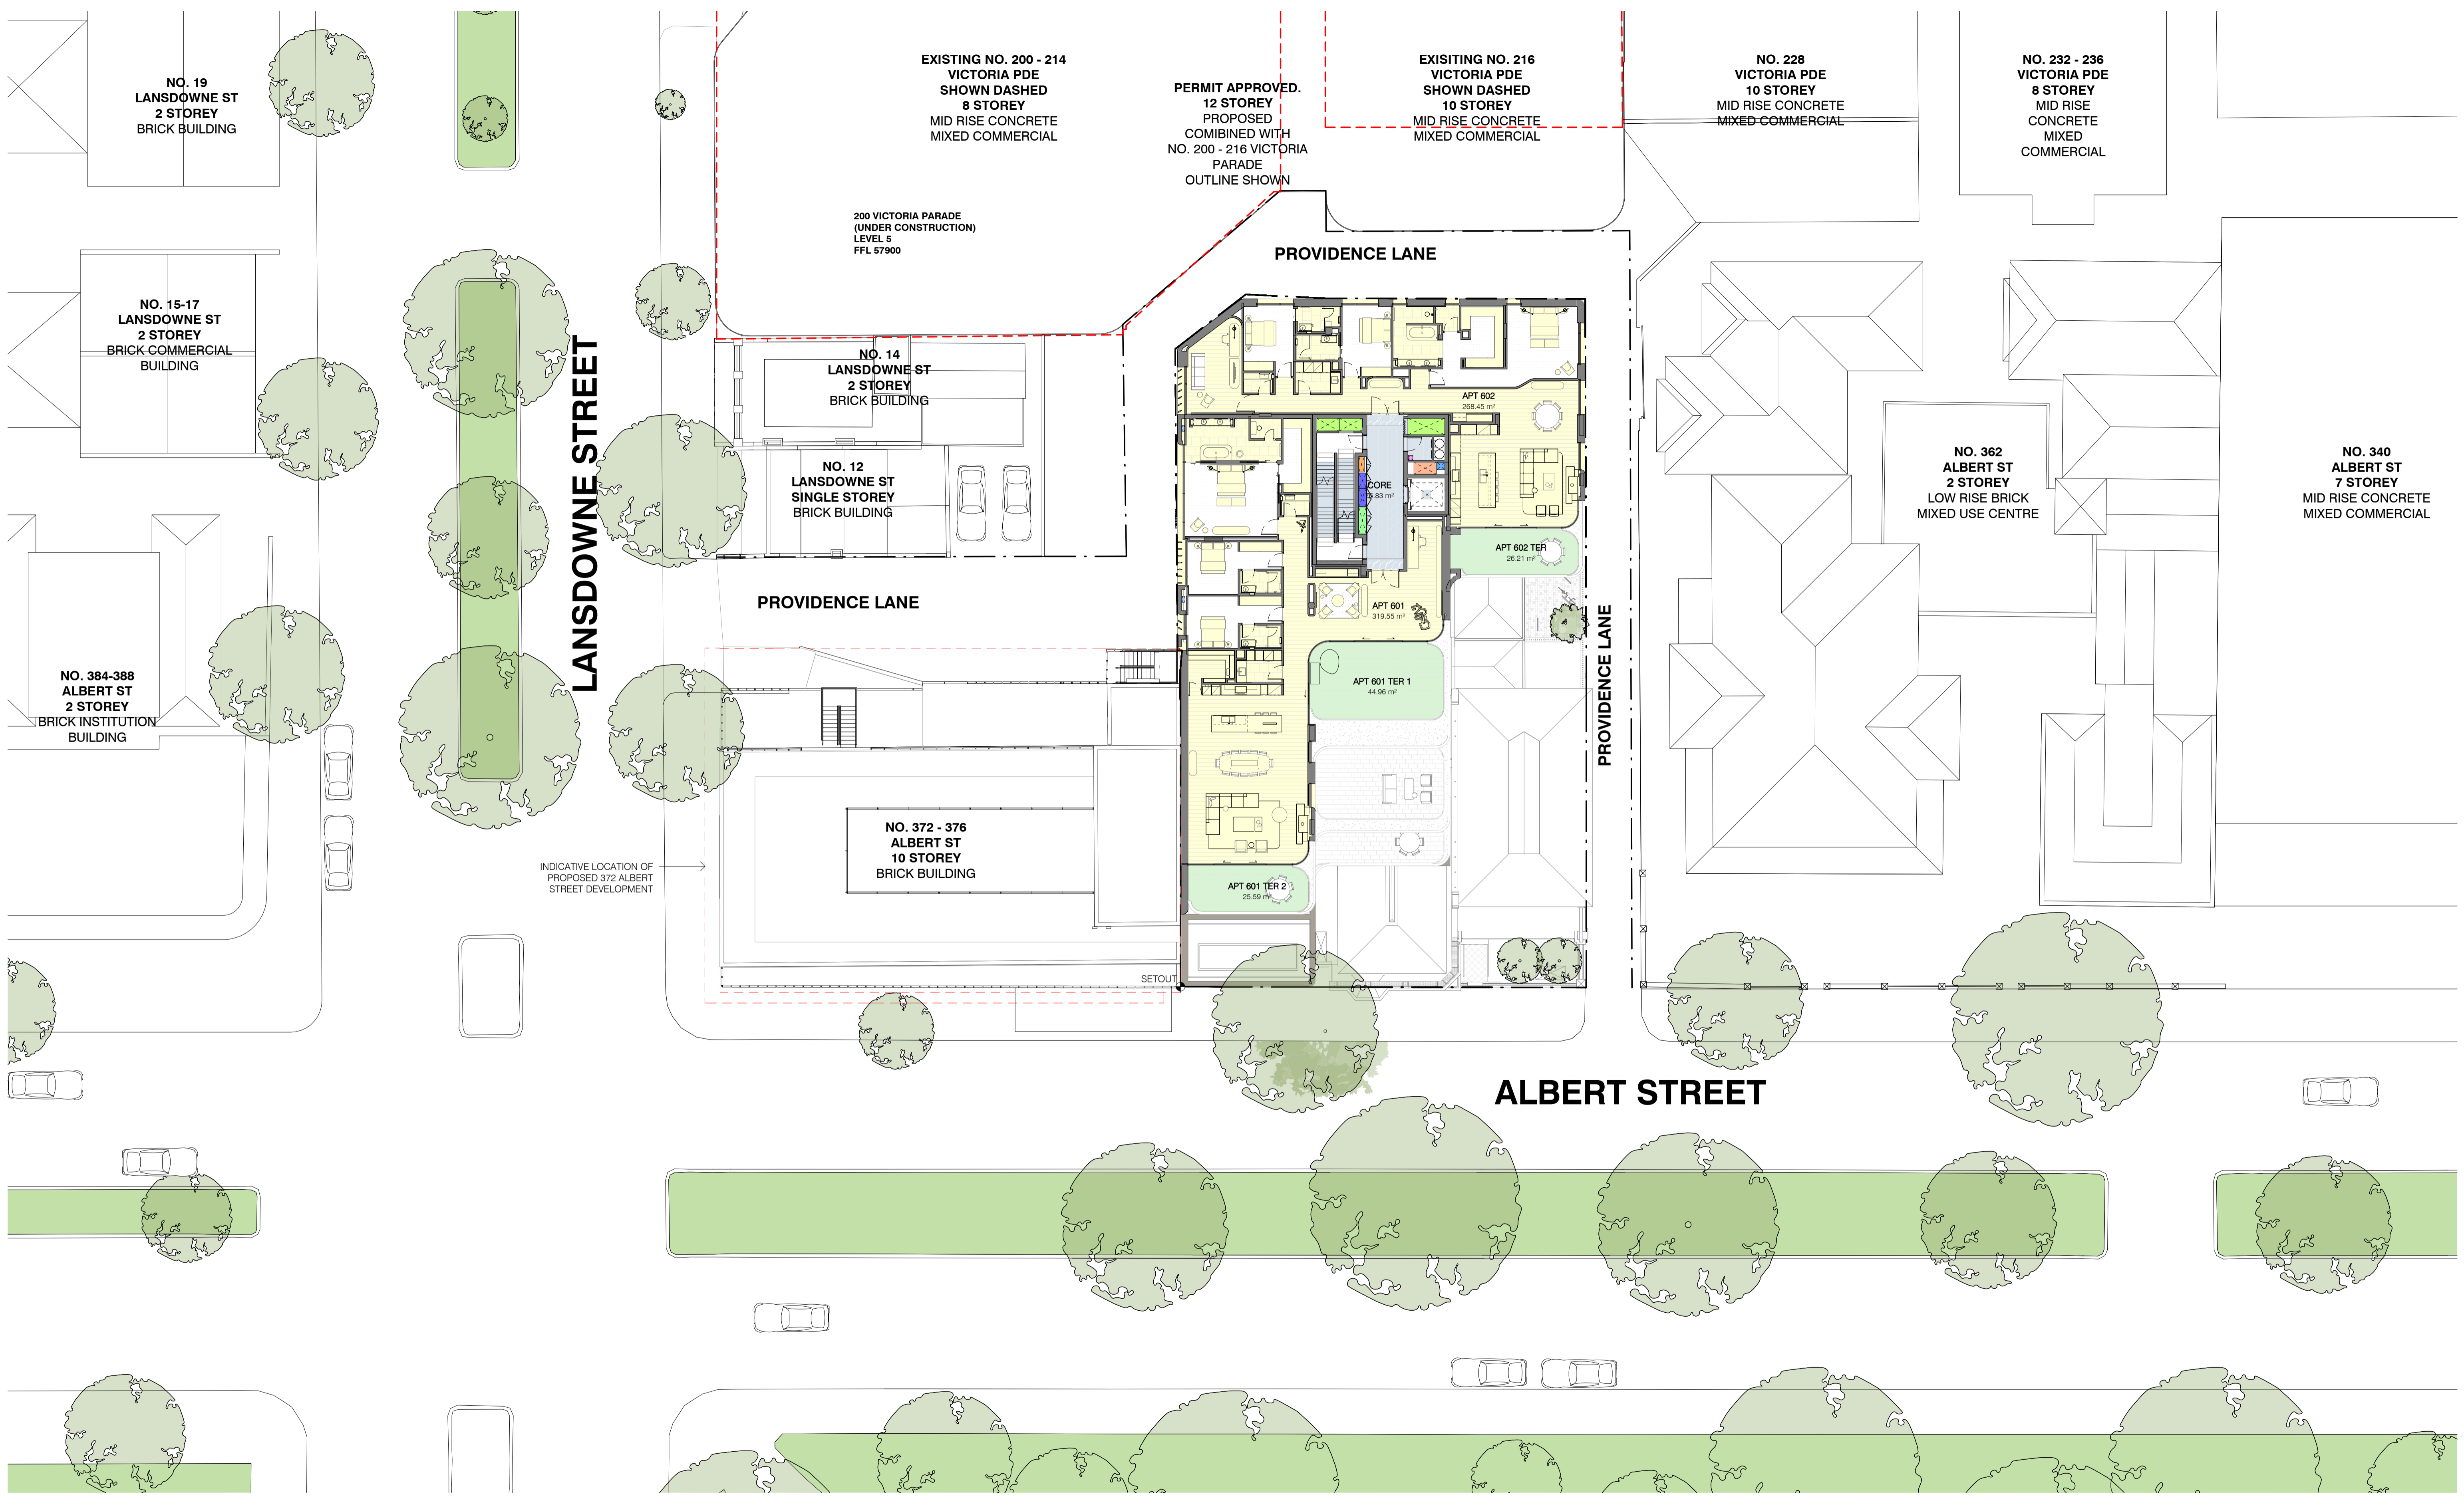 NO. 19
LANSDOWNE ST
2 STOREY
BRICK BUILDING
EXISTING NO. 200 - 214
VICTORIA PDE
SHOWN DASHED
8 STOREY
MID RISE CONCRETE
MIXED COMMERCIAL
PERMIT APPROVED.
12 STOREY
PROPOSED
COMIBINED WITH
NO. 200 - 216 VICTORIA
PARADE
OUTLINE SHOWN
EXISITING NO. 216
VICTORIA PDE
SHOWN DASHED
10 STOREY
MID RISE CONCRETE
MIXED COMMERCIAL
NO. 228
VICTORIA PDE
10 STOREY
MID RISE CONCRETE
MIXED COMMERCIAL
NO. 232 - 236
VICTORIA PDE
8 STOREY
MID RISE
CONCRETE
MIXED
COMMERCIAL
200 VICTORIA PARADE
(UNDER CONSTRUCTION)
LEVEL 5
FFL 57900
PROVIDENCE LANE
NO. 15-17
LANSDOWNE ST
2 STOREY
BRICK COMMERCIAL
BUILDING
LANSDOWNE STREET
NO. 14
LANSDOWNE ST
2 STOREY
BRICK BUILDING
NO. 12
LANSDOWNE ST
SINGLE STOREY
BRICK BUILDING
APT 602
268.45 m²
CORE
APT 602 TER
26.21 m²
APT 601
319.55 m²
APT 601 TER 1
44.96 m²
APT 601 TER 2
25.59 m²
NO. 362
ALBERT ST
2 STOREY
LOW RISE BRICK
MIXED USE CENTRE
NO. 340
ALBERT ST
7 STOREY
MID RISE CONCRETE
MIXED COMMERCIAL
PROVIDENCE LANE
PROVIDENCE LANE
NO. 384-388
ALBERT ST
2 STOREY
BRICK INSTITUTION
BUILDING
NO. 372 - 376
ALBERT ST
10 STOREY
BRICK BUILDING
INDICATIVE LOCATION OF
PROPOSED 372 ALBERT
STREET DEVELOPMENT
SETOUT
ALBERT STREET